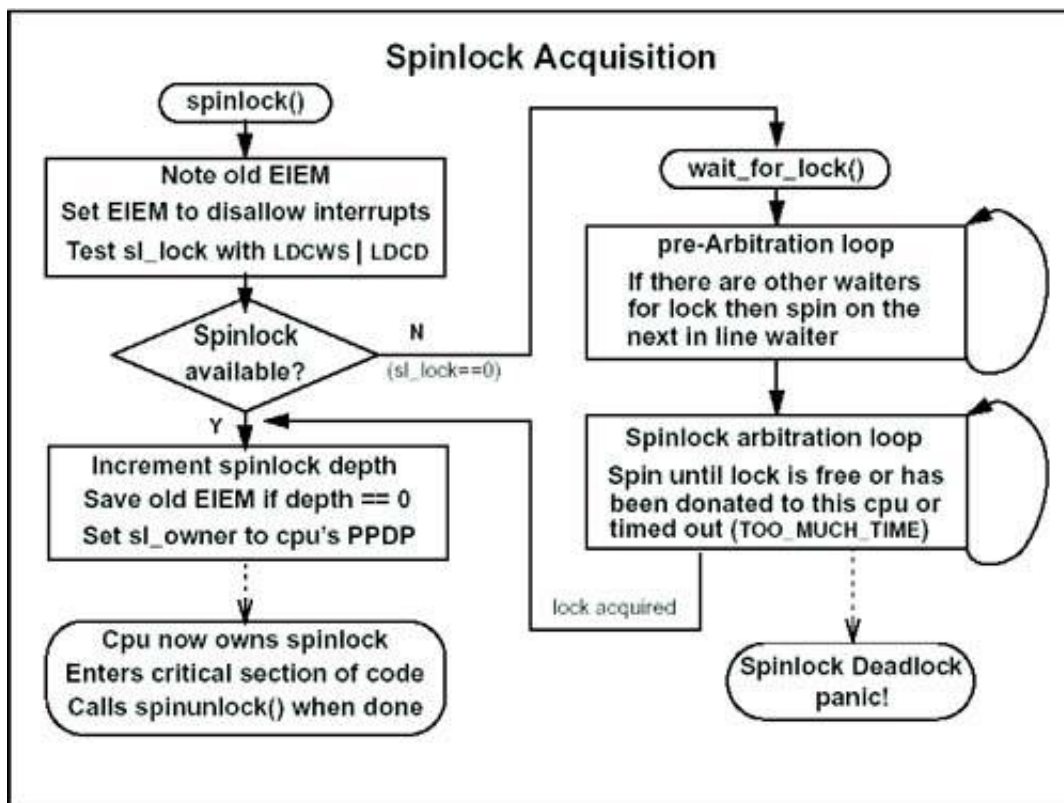 Spinlock Acquisition
spinlock()
Note old EIEM
Set EIEM to disallow interrupts
Test sl_lock with LDCWS | LDCD
Spinlock
available?
N
(sl_lock==0)
Y
Increment spinlock depth
Save old EIEM if depth == 0
Set sl_owner to cpu's PPDP
Cpu now owns spinlock
Enters critical section of code
Calls spinunlock() when done
wait_for_lock()
pre-Arbitration loop
If there are other waiters
for lock then spin on the
next in line waiter
Spinlock arbitration loop
Spin until lock is free or has
been donated to this cpu or
timed out (TOO_MUCH_TIME)
lock acquired
Spinlock Deadlock
panic!